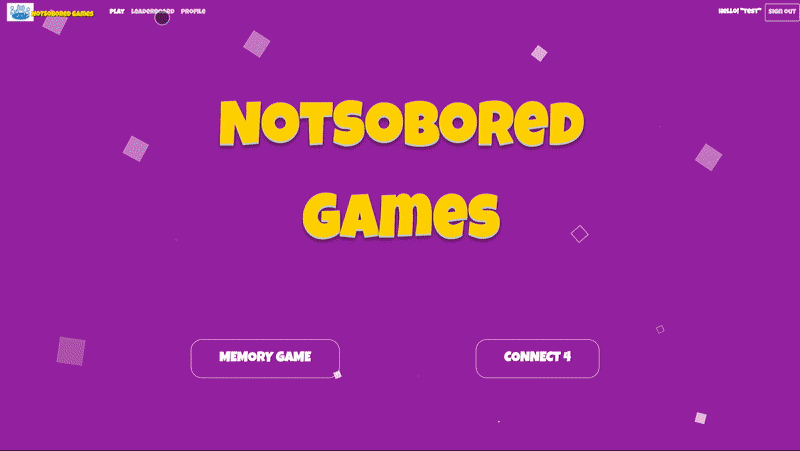 NOTSOBORED GAMES
PLAY LEADERBOARD PROFILE
HELLO! "TEST" SIGN OUT
NOTSOBORED
GAMES
MEMORY GAME CONNECT 4